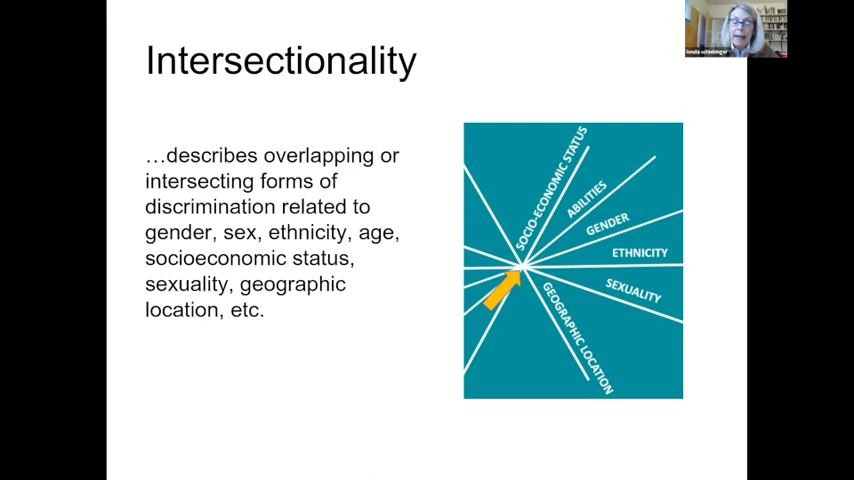 Intersectionality
londa schiebinger
…describes overlapping or
intersecting forms of
discrimination related to
gender, sex, ethnicity, age,
socioeconomic status,
sexuality, geographic
location, etc.
SOCIO-ECONOMIC STATUS
ABILITIES
GENDER
ETHNICITY
SEXUALITY
GEOGRAPHIC LOCATION